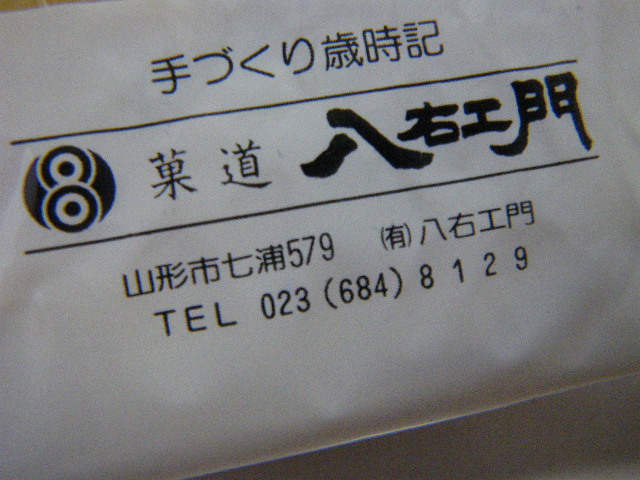 手づくり歳時記
菓道 八右エ門
山形市七浦579 ㈲八右エ門
TEL 023(684)8129